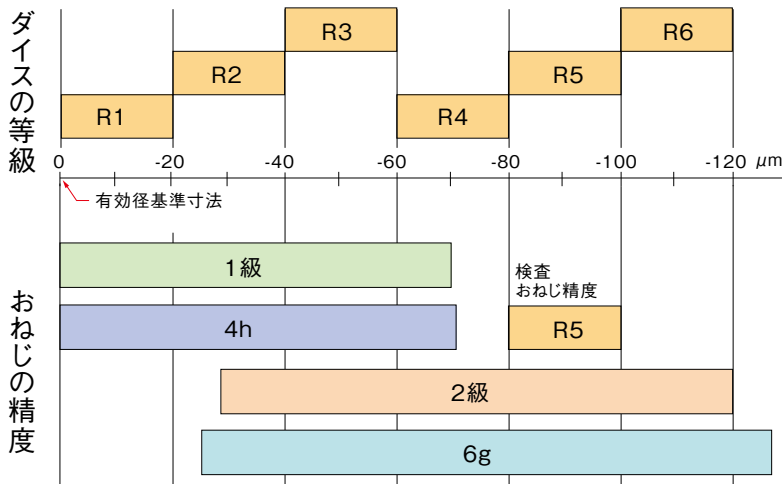 ダイスの等級
R3
R6
R2
R5
R1
R4
0
-20
-40
-60
-80
-100
-120
μm
有効径基準寸法
おねじの精度
1級
検査
おねじ精度
4h
R5
2級
6g